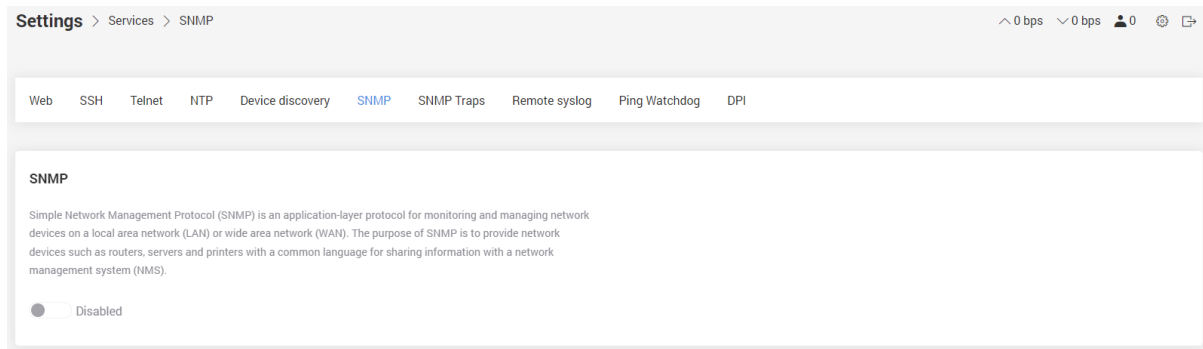 Settings > Services > SNMP
0 bps 0 bps 0
Web SSH Telnet NTP Device discovery SNMP SNMP Traps Remote syslog Ping Watchdog DPI
SNMP
Simple Network Management Protocol (SNMP) is an application-layer protocol for monitoring and managing network
devices on a local area network (LAN) or wide area network (WAN). The purpose of SNMP is to provide network
devices such as routers, servers and printers with a common language for sharing information with a network
management system (NMS).
Disabled